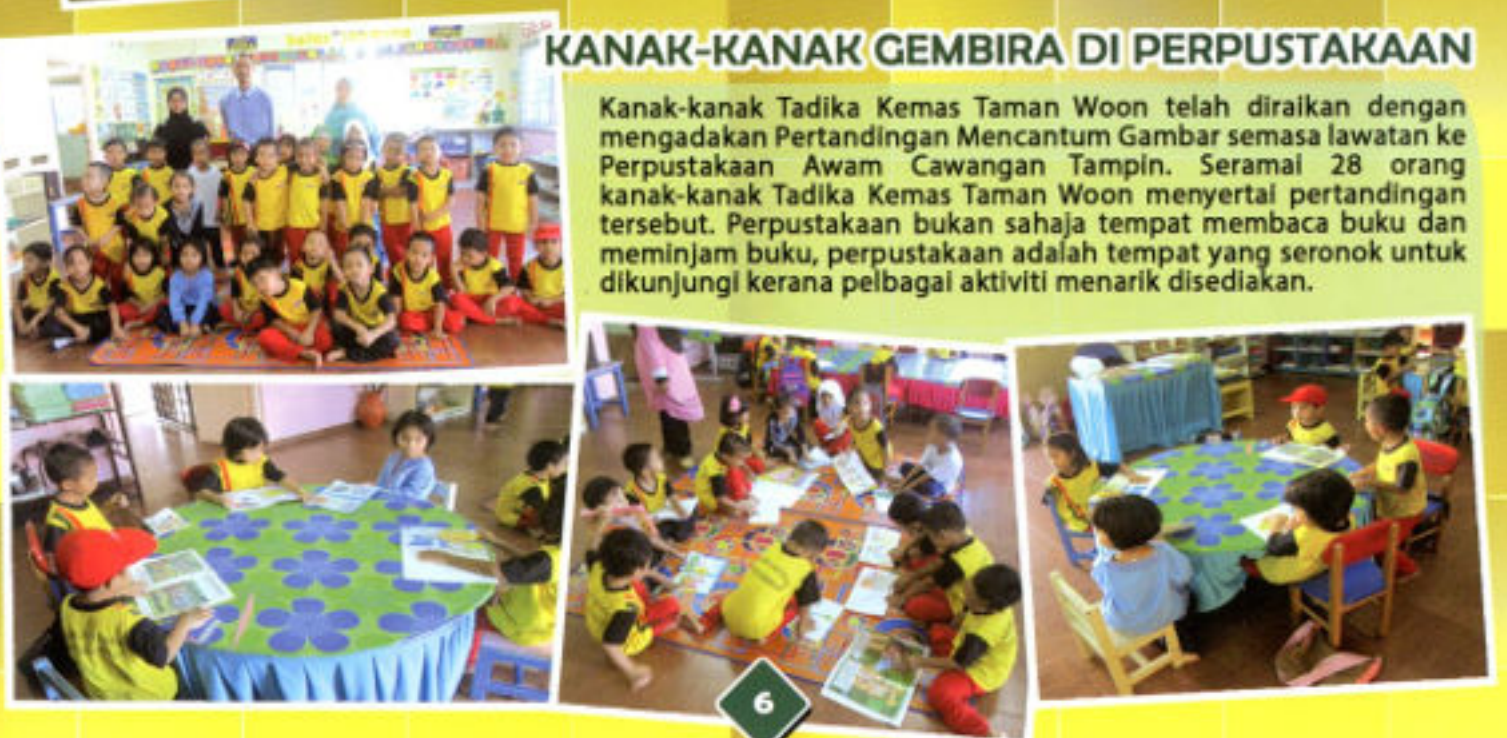 KANAK-KANAK GEMBIRA DI PERPUSTAKAAN
Kanak-kanak Tadika Kemas Taman Woon telah diraikan dengan
mengadakan Pertandingan Mencantum Gambar semasa lawatan ke
Perpustakaan Awam Cawangan Tampin. Seramai 28 orang
kanak-kanak Tadika Kemas Taman Woon menyertai pertandingan
tersebut. Perpustakaan bukan sahaja tempat membaca buku dan
meminjam buku, perpustakaan adalah tempat yang seronok untuk
dikunjungi kerana pelbagai aktiviti menarik disediakan.
6